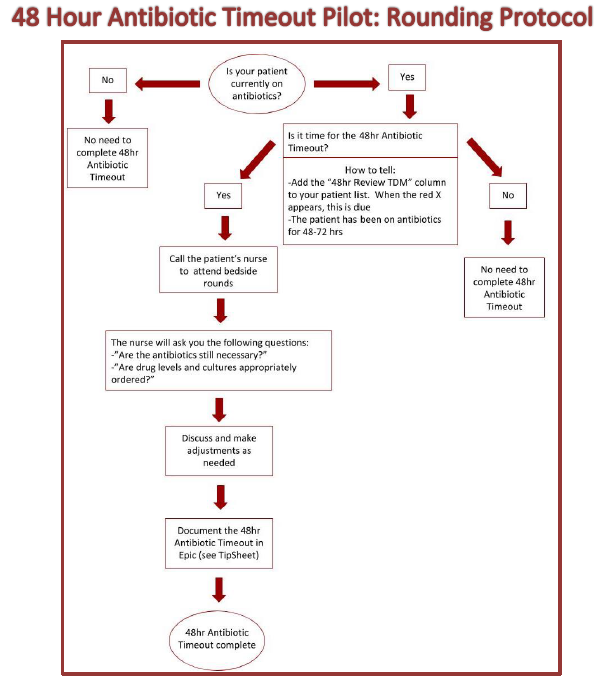 48 Hour Antibiotic Timeout Pilot: Rounding Protocol
Is your patient
currently on
antibiotics?
No
Yes
No need to
complete 48hr
Antibiotic
Timeout
Is it time for the 48hr Antibiotic
Timeout?
How to tell:
-Add the "48hr Review TDM" column
to your patient list. When the red X
appears, this is due
-The patient has been on antibiotics
for 48-72 hrs
Yes
No
Call the patient's nurse
to attend bedside
rounds
No need to
complete 48hr
Antibiotic
Timeout
The nurse will ask you the following questions:
-"Are the antibiotics still necessary?"
-"Are drug levels and cultures appropriately
ordered?"
Discuss and make
adjustments as
needed
Document the 48hr
Antibiotic Timeout in
Epic (see TipSheet)
48hr Antibiotic
Timeout complete